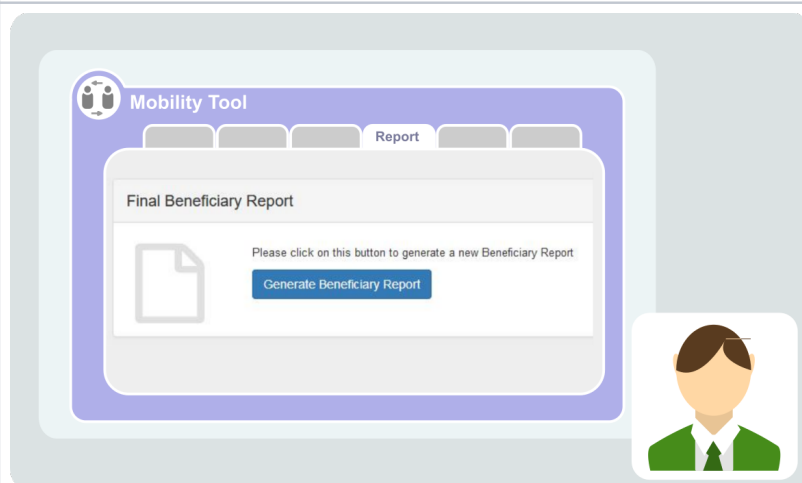 Mobility Tool
Report
Final Beneficiary Report
Please click on this button to generate a new Beneficiary Report
Generate Beneficiary Report